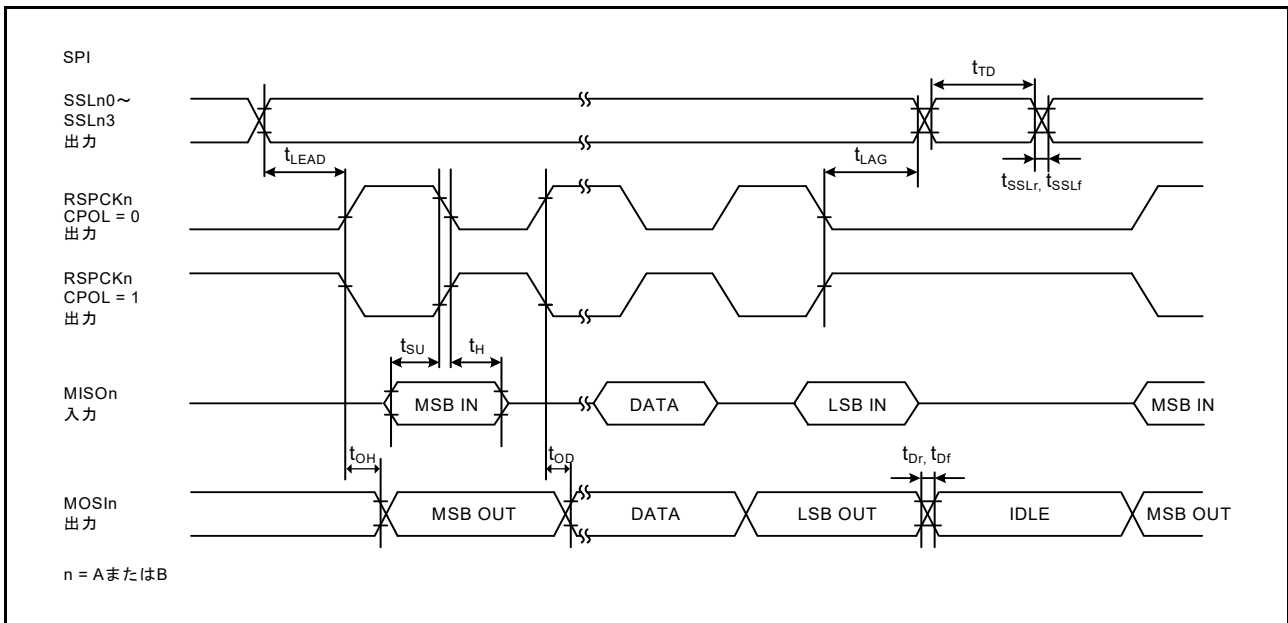 SPI
tTD
SSLn0～
SSLn3
出力
tLEAD
tLAG
tSSLr, tSSLf
RSPCKn
CPOL = 0
出力
RSPCKn
CPOL = 1
出力
tSU
tH
MISOn
入力
MSB IN
DATA
LSB IN
MSB IN
tOH
tOD
tDr, tDf
MOSIn
出力
MSB OUT
DATA
LSB OUT
IDLE
MSB OUT
n = AまたはB